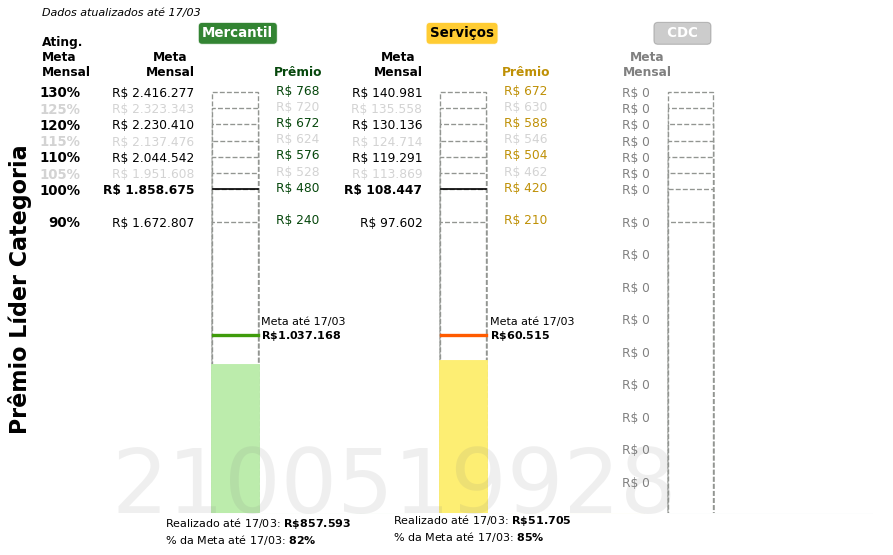 Dados atualizados até 17/03
Mercantil
Serviços
CDC
Ating.
Meta
Mensal
Meta
Mensal
Prêmio
Meta
Mensal
Prêmio
Meta
Mensal
130% R$ 2.416.277 R$ 768 R$ 140.981 R$ 672 R$ 0
125% R$ 2.323.343 R$ 720 R$ 135.558 R$ 630 R$ 0
120% R$ 2.230.410 R$ 672 R$ 130.136 R$ 588 R$ 0
115% R$ 2.137.476 R$ 624 R$ 124.714 R$ 546 R$ 0
110% R$ 2.044.542 R$ 576 R$ 119.291 R$ 504 R$ 0
105% R$ 1.951.608 R$ 528 R$ 113.869 R$ 462 R$ 0
100% R$ 1.858.675 R$ 480 R$ 108.447 R$ 420 R$ 0
90% R$ 1.672.807 R$ 240 R$ 97.602 R$ 210 R$ 0
R$ 0
R$ 0
R$ 0
R$ 0
R$ 0
R$ 0
R$ 0
R$ 0
Prêmio Líder Categoria
Meta até 17/03
R$1.037.168
Meta até 17/03
R$60.515
2100519928
Realizado até 17/03: R$857.593
% da Meta até 17/03: 82%
Realizado até 17/03: R$51.705
% da Meta até 17/03: 85%